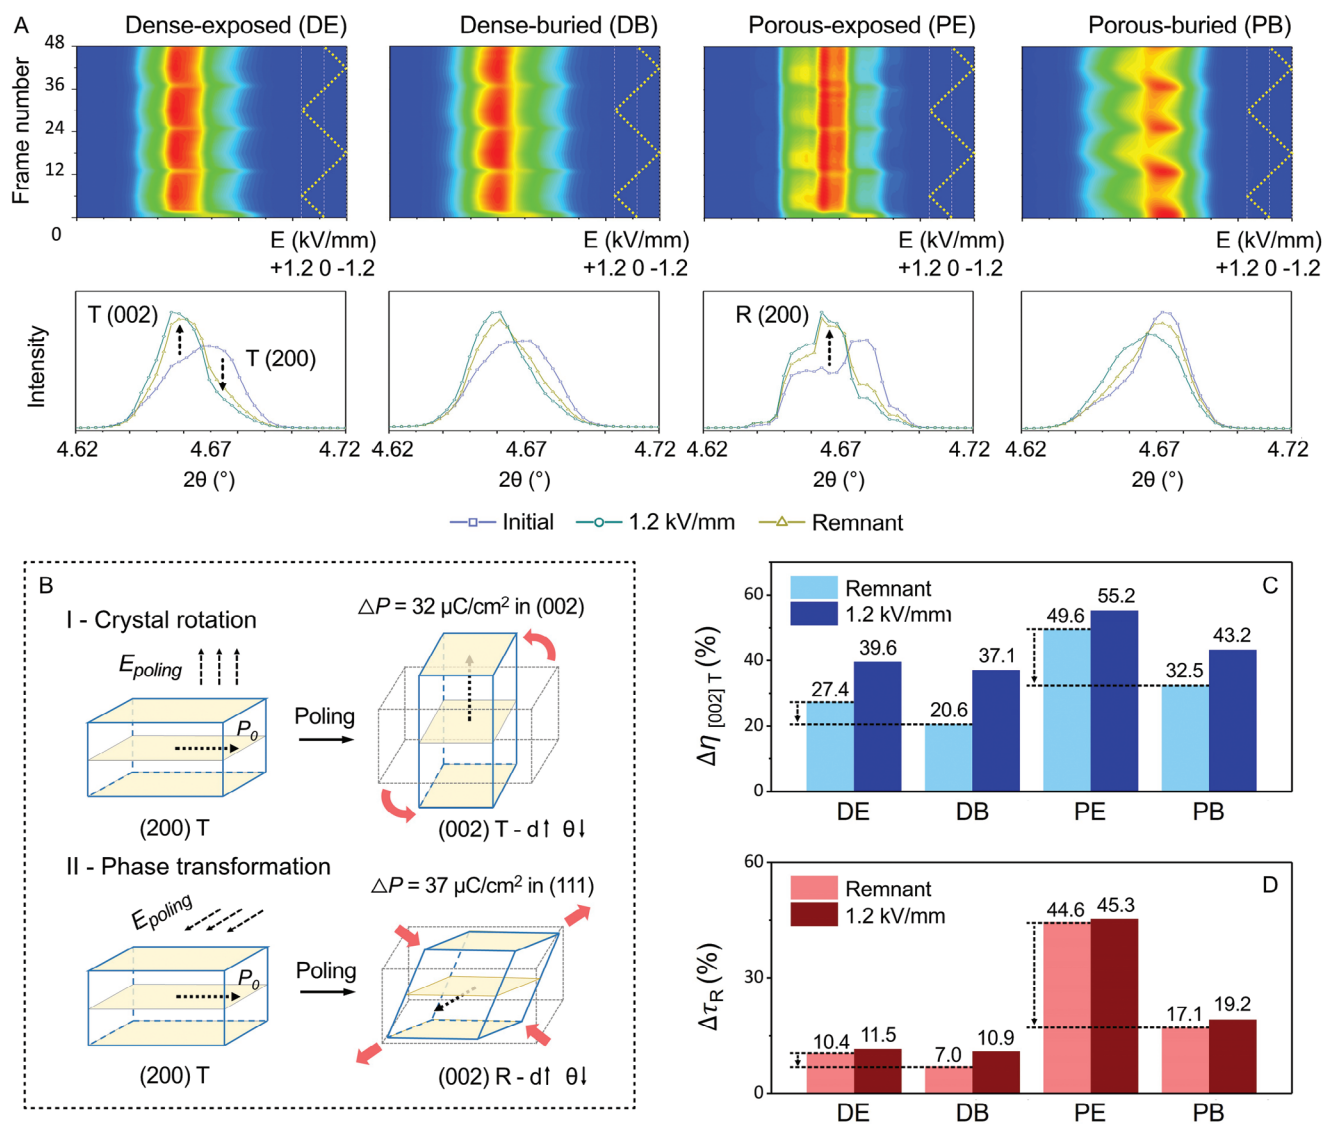 A
Dense-exposed (DE)
Dense-buried (DB)
Porous-exposed (PE)
Porous-buried (PB)
Frame number
48
36
24
12
0
E (kV/mm)
+1.2 0 -1.2
E (kV/mm)
+1.2 0 -1.2
E (kV/mm)
+1.2 0 -1.2
E (kV/mm)
+1.2 0 -1.2
Intensity
T (002)
T (200)
R (200)
4.62 4.67 4.72
2θ (°)
4.62 4.67 4.72
2θ (°)
4.62 4.67 4.72
2θ (°)
4.62 4.67 4.72
2θ (°)
Initial
1.2 kV/mm
Remnant
B
I - Crystal rotation
△P = 32 µC/cm² in (002)
E poling
P₀
Poling
(200) T
(002) T - d↑ θ↓
II - Phase transformation
△P = 37 µC/cm² in (111)
E poling
P₀
Poling
(200) T
(002) R - d↑ θ↓
C
Remnant
1.2 kV/mm
Δη [002] T (%)
60
40
20
0
27.4
39.6
20.6
37.1
49.6
55.2
32.5
43.2
DE DB PE PB
D
Remnant
1.2 kV/mm
Δτ R (%)
60
30
0
10.4
11.5
7.0
10.9
44.6
45.3
17.1
19.2
DE DB PE PB